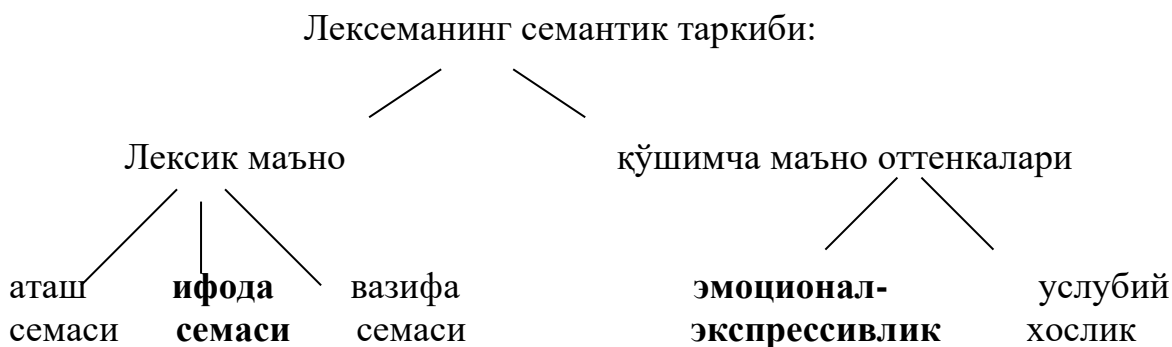 Лексеманинг семантик таркиби:
Лексик маъно қўшимча маъно оттенкалари
аташ ифода вазифа эмоционал- услубий
семаси семаси семаси экспрессивлик хослик